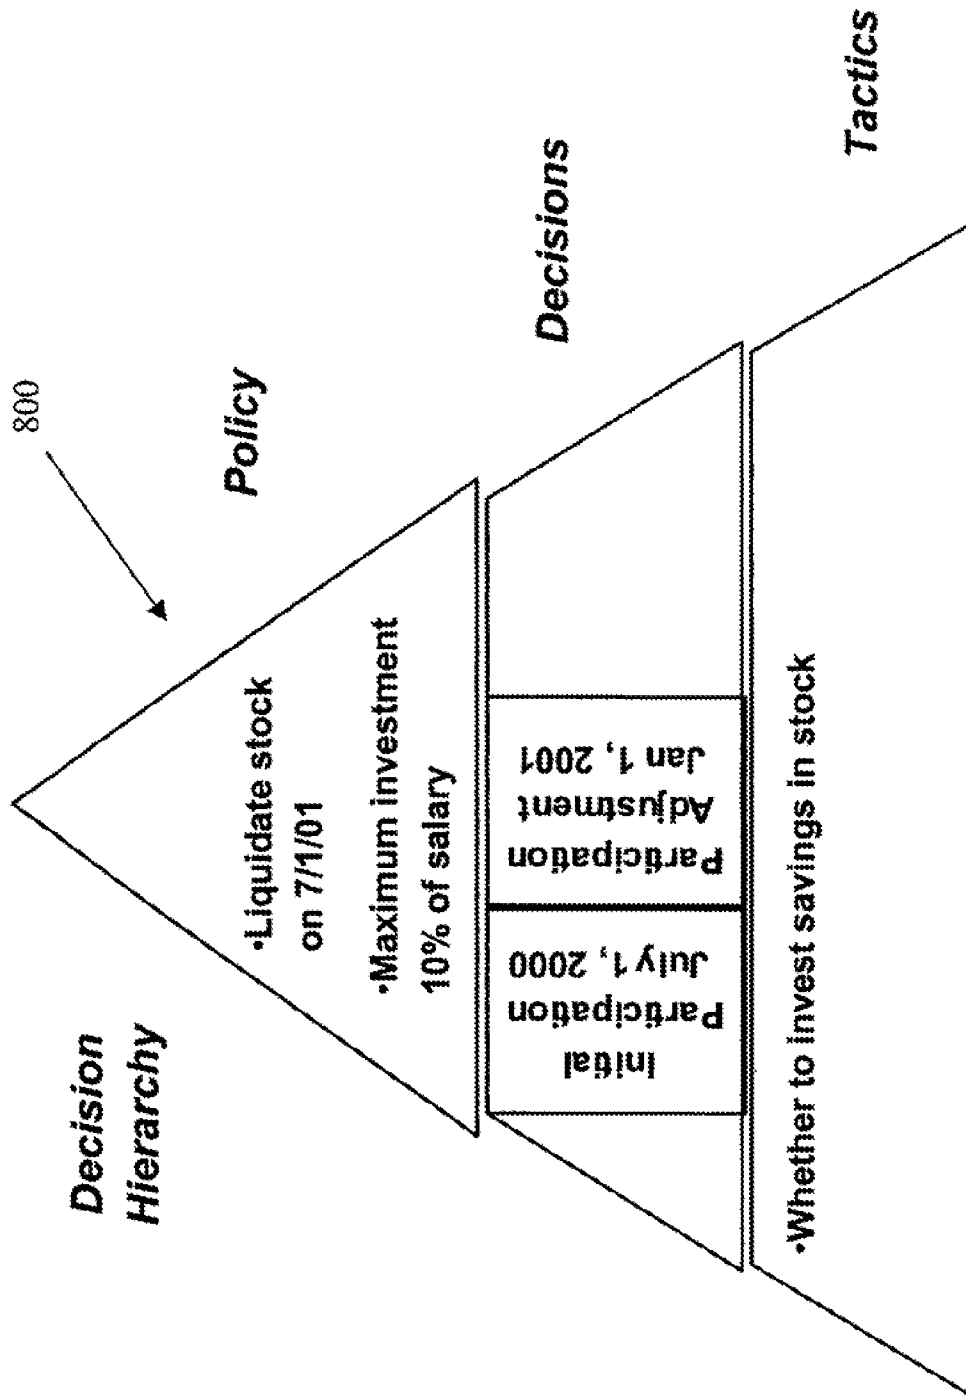 Decision
Hierarchy
800
Policy
•Liquidate stock
on 7/1/01
•Maximum investment
10% of salary
Decisions
Initial
Participation
July 1, 2000
Participation
Adjustment
Jan 1, 2001
Tactics
•Whether to invest savings in stock